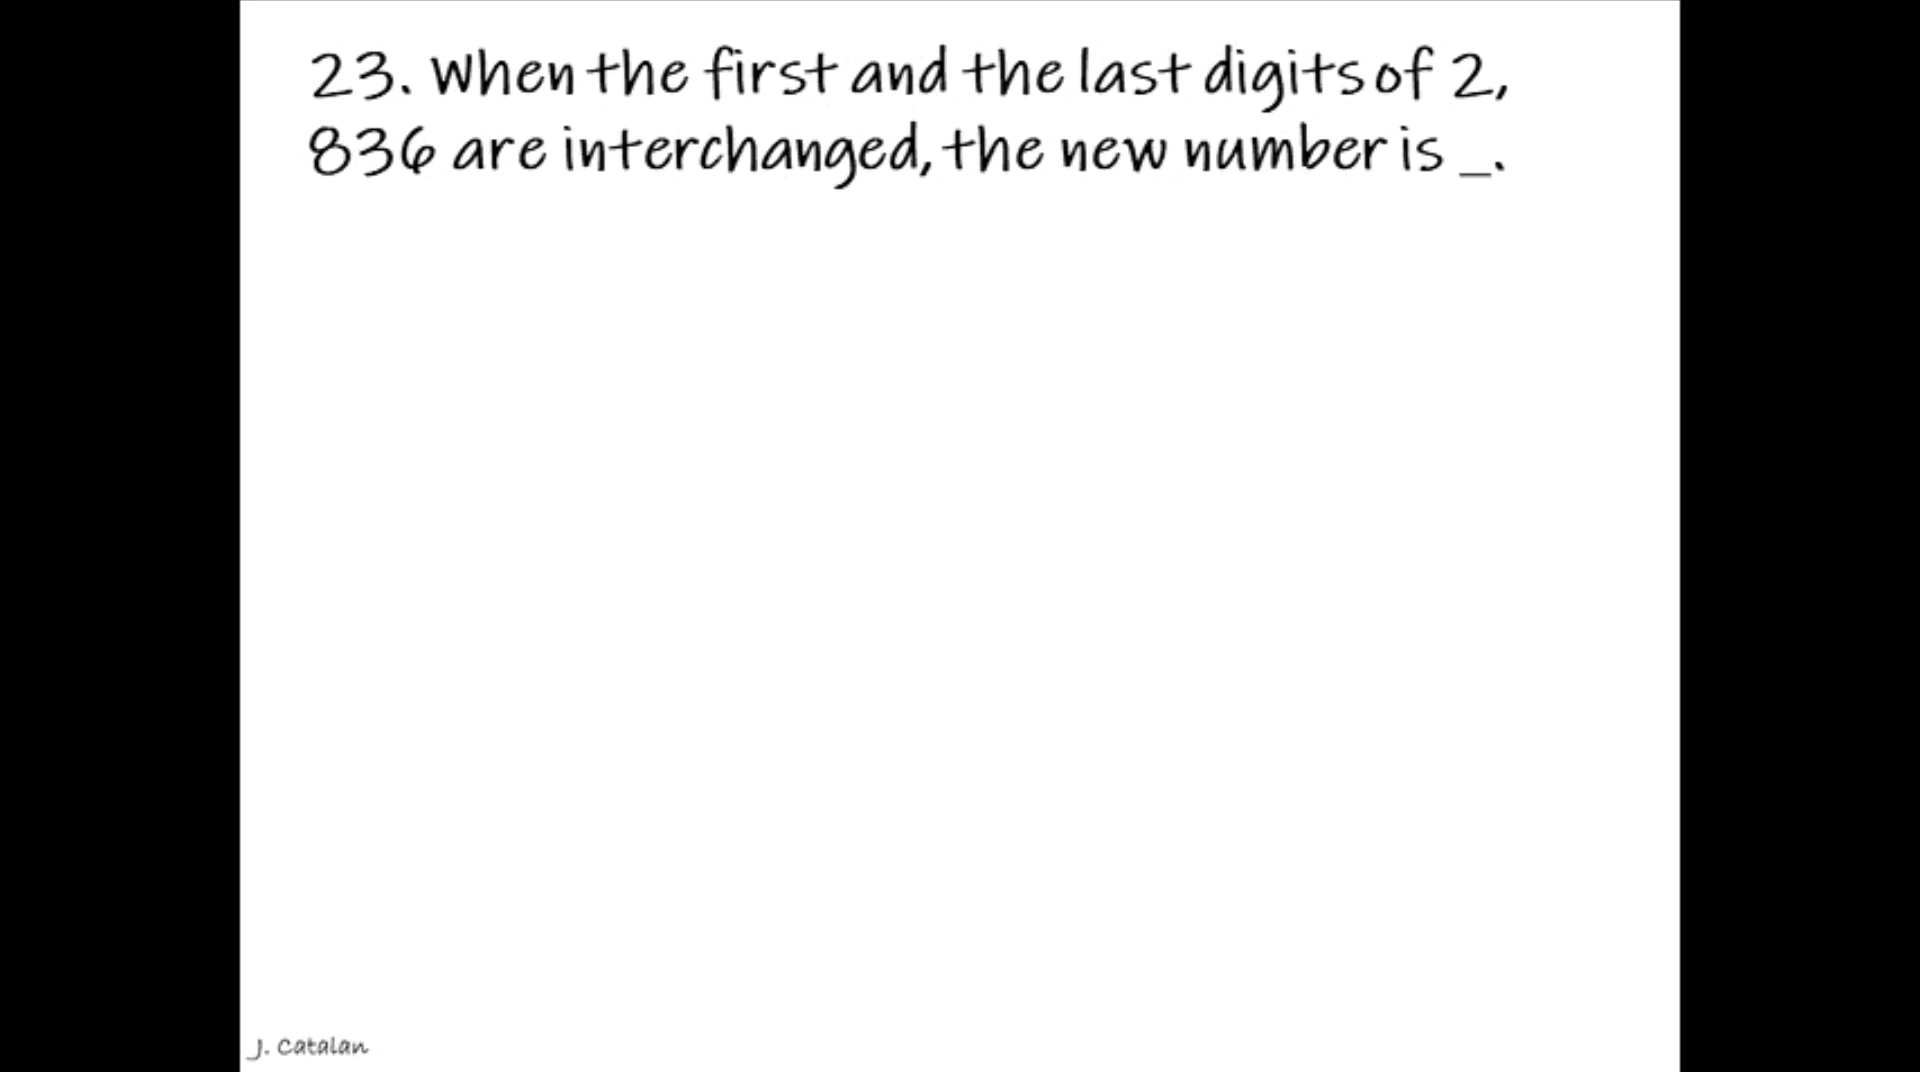 23. When the first and the last digits of 2,
836 are interchanged, the new number is _.
J. Catalan